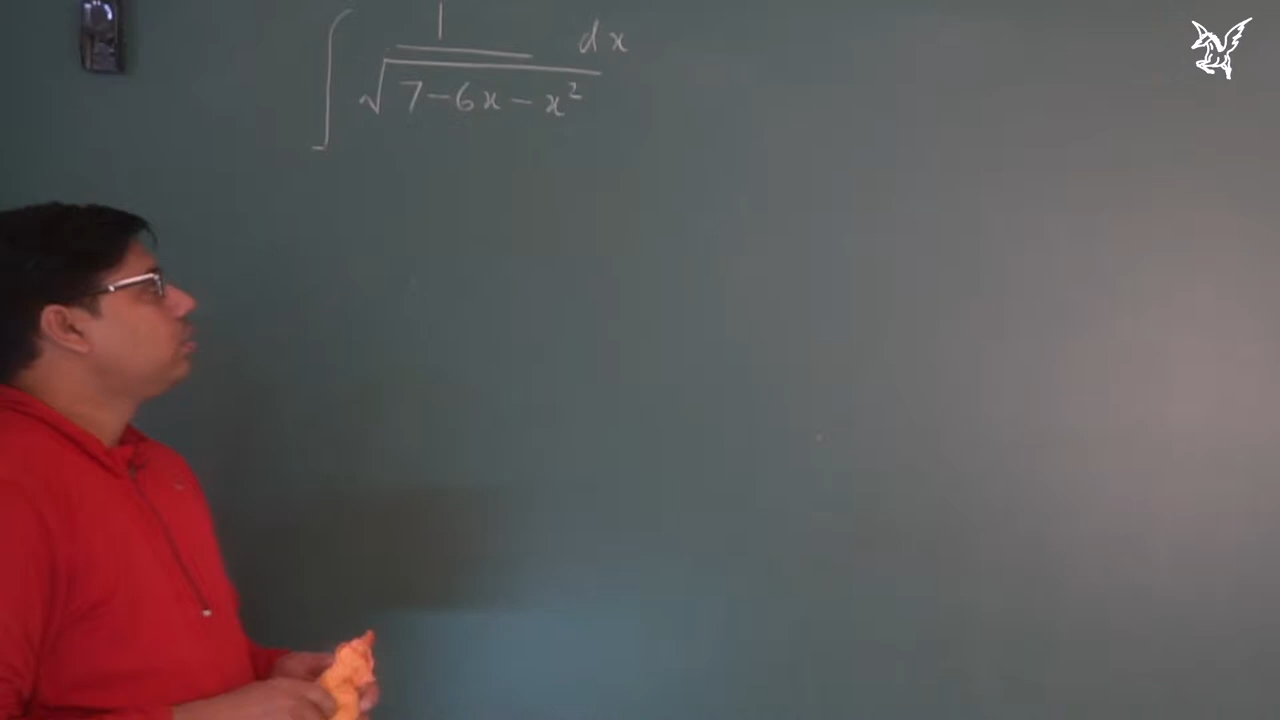 ∫ 1/√(7-6x-x²) dx